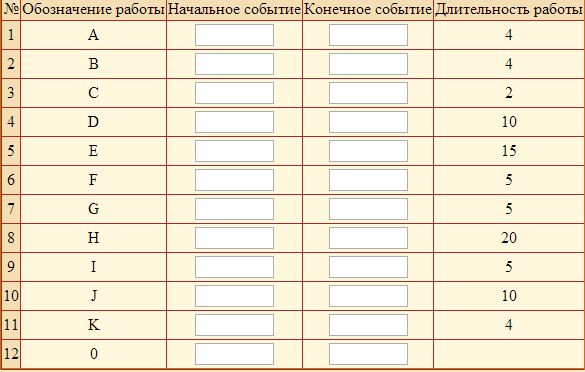 № Обозначение работы Начальное событие Конечное событие Длительность работы
1 A 4
2 B 4
3 C 2
4 D 10
5 E 15
6 F 5
7 G 5
8 H 20
9 I 5
10 J 10
11 K 4
12 0